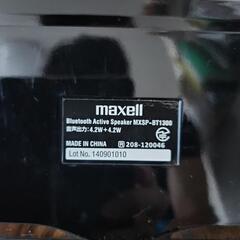 maxell
Bluetooth Active Speaker MXSP-BT1300
音声出力: 4.2W+4.2W
MADE IN CHINA R 208-120046
Lot No. 140901010